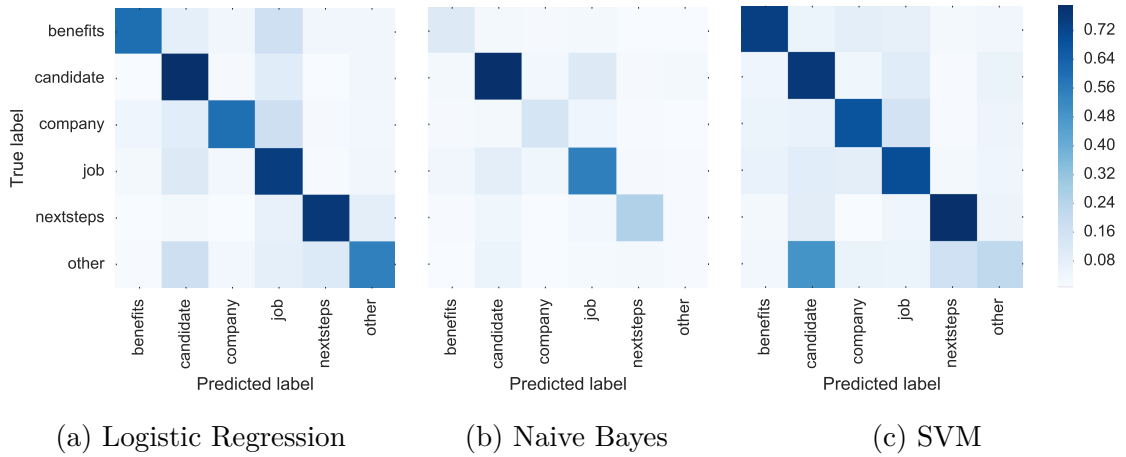 True label
benefits
candidate
company
job
nextsteps
other
benefits
candidate
company
job
nextsteps
other
Predicted label
(a) Logistic Regression
benefits
candidate
company
job
nextsteps
other
Predicted label
(b) Naive Bayes
benefits
candidate
company
job
nextsteps
other
Predicted label
(c) SVM
0.72
0.64
0.56
0.48
0.40
0.32
0.24
0.16
0.08